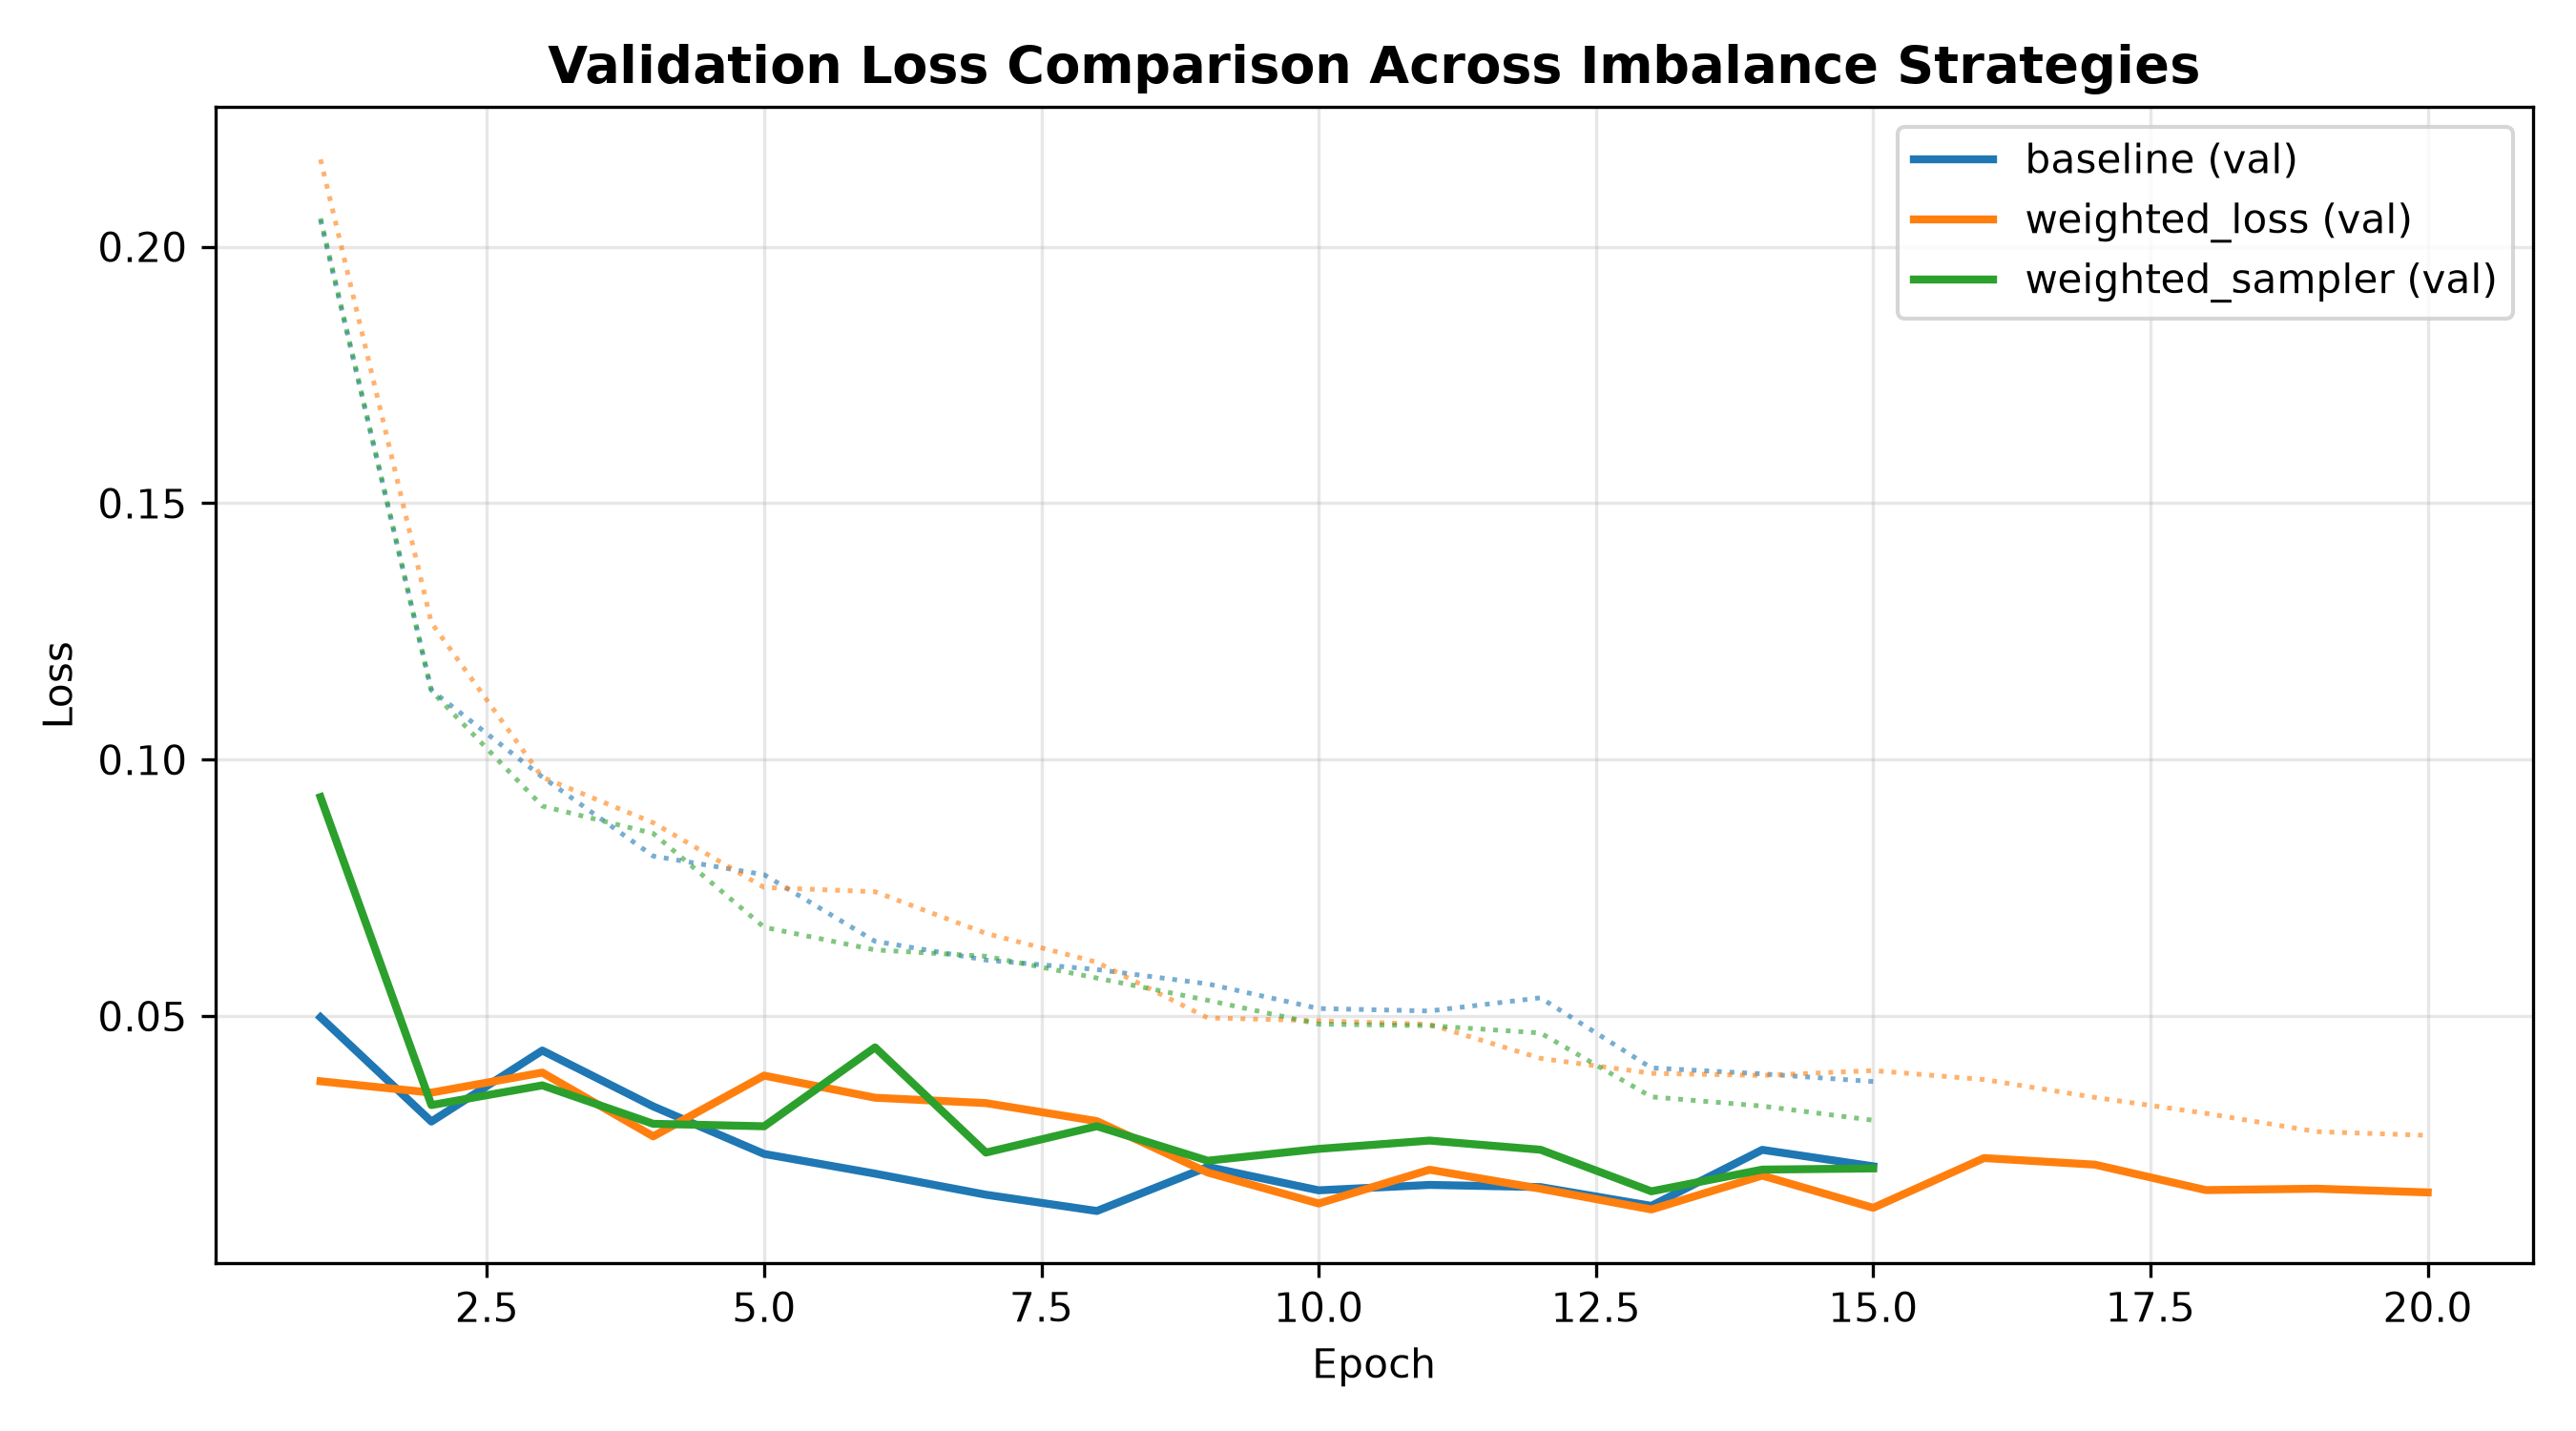 Validation Loss Comparison Across Imbalance Strategies
baseline (val)
weighted_loss (val)
weighted_sampler (val)
0.20
0.15
0.10
0.05
Loss
2.5 5.0 7.5 10.0 12.5 15.0 17.5 20.0
Epoch